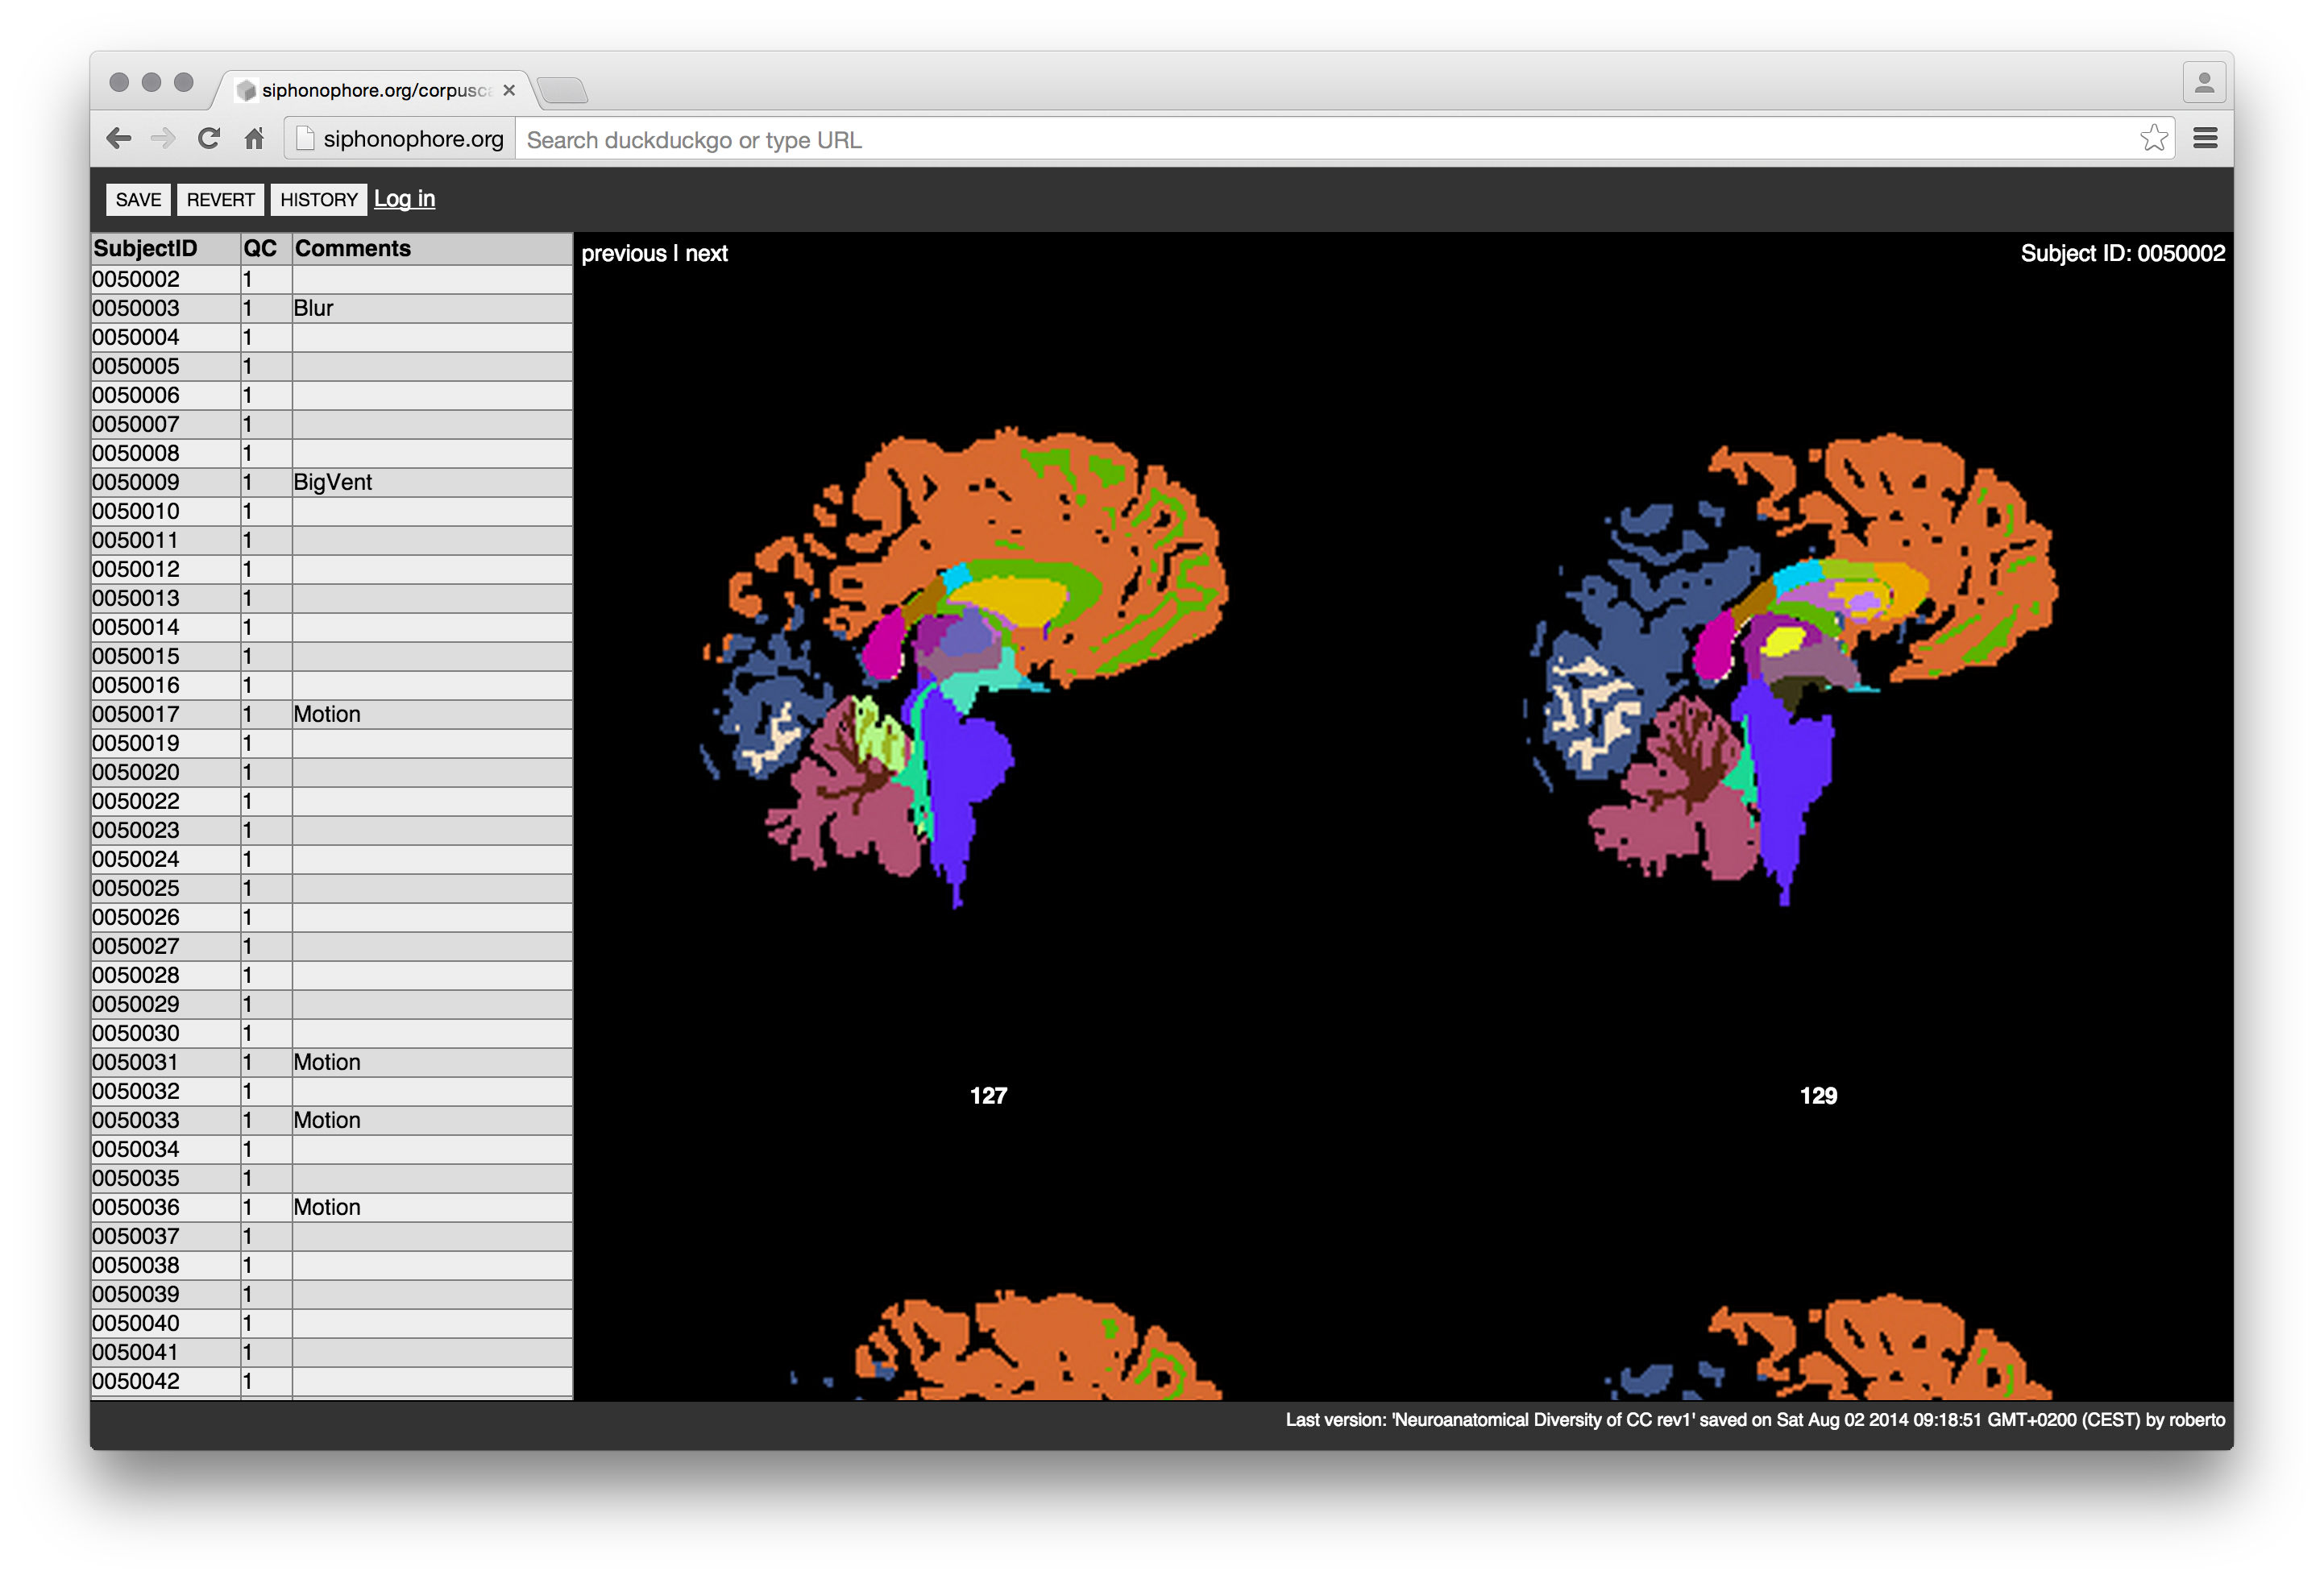 siphonophore.org/corpusca
siphonophore.org Search duckduckgo or type URL
SAVE REVERT HISTORY Log in
SubjectID QC Comments
previous | next
Subject ID: 0050002
0050002 1
0050003 1 Blur
0050004 1
0050005 1
0050006 1
0050007 1
0050008 1
0050009 1 BigVent
0050010 1
0050011 1
0050012 1
0050013 1
0050014 1
0050015 1
0050016 1
0050017 1 Motion
0050019 1
0050020 1
0050022 1
0050023 1
0050024 1
0050025 1
0050026 1
0050027 1
0050028 1
0050029 1
0050030 1
0050031 1 Motion
0050032 1
0050033 1 Motion
0050034 1
0050035 1
0050036 1 Motion
0050037 1
0050038 1
0050039 1
0050040 1
0050041 1
0050042 1
127
129
Last version: 'Neuroanatomical Diversity of CC rev1' saved on Sat Aug 02 2014 09:18:51 GMT+0200 (CEST) by roberto